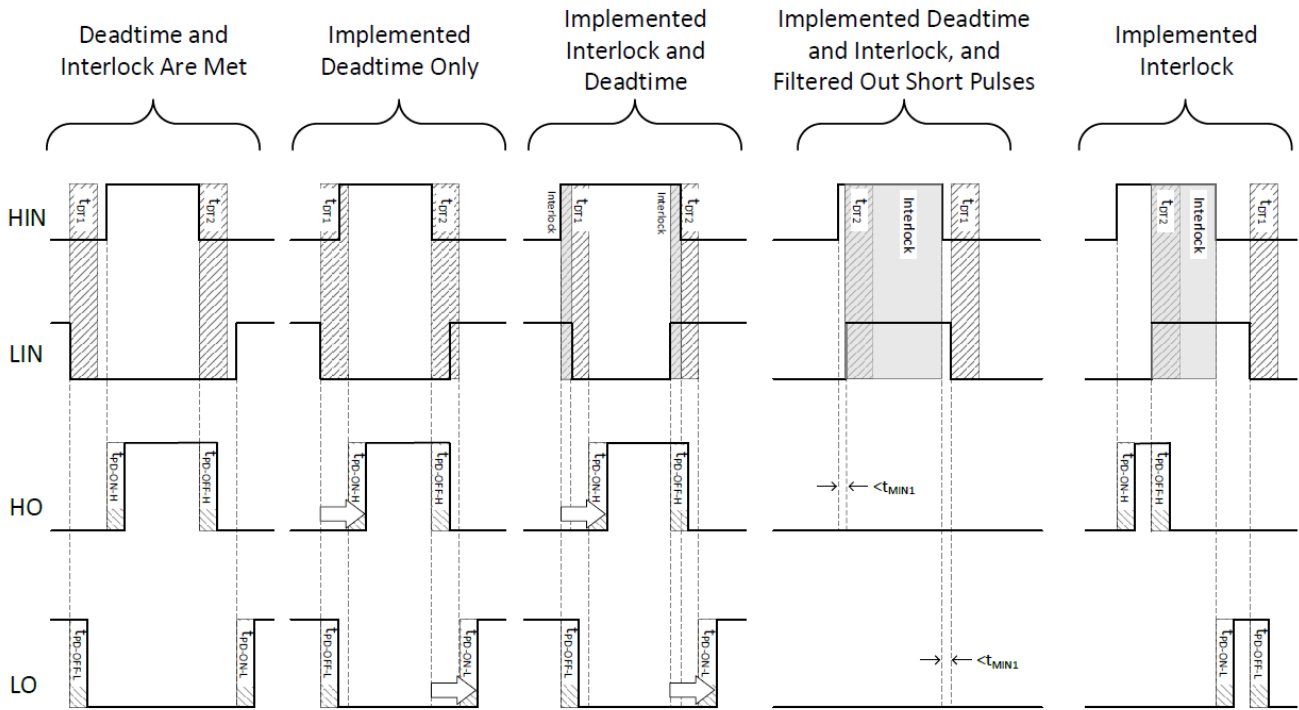 Deadtime and
Interlock Are Met
Implemented
Deadtime Only
Implemented
Interlock and
Deadtime
Implemented Deadtime
and Interlock, and
Filtered Out Short Pulses
Implemented
Interlock
HIN
tDT1
tDT2
tDT1
tDT2
Interlock
tDT1
Interlock
tDT2
tDT2
Interlock
tDT1
tDT2
Interlock
tDT1
LIN
HO
tPD-ON-H
tPD-OFF-H
tPD-ON-H
tPD-OFF-H
tPD-ON-H
tPD-OFF-H
<tMIN1
tPD-ON-H
tPD-OFF-H
LO
tPD-OFF-L
tPD-ON-L
tPD-OFF-L
tPD-ON-L
tPD-OFF-L
tPD-ON-L
<tMIN1
tPD-ON-L
tPD-OFF-L